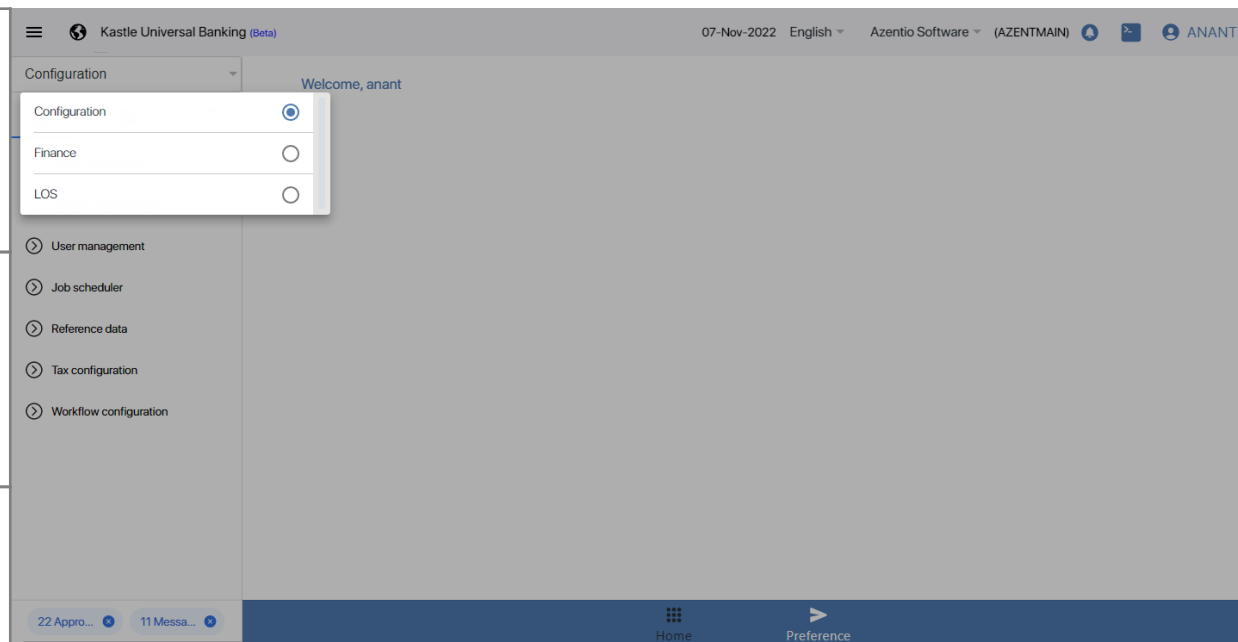 Kastle Universal Banking (Beta) 07-Nov-2022 English Azentio Software (AZENTMAIN) ANANT
Configuration
Welcome, anant
Configuration
Finance
LOS
User management
Job scheduler
Reference data
Tax configuration
Workflow configuration
22 Appro... 11 Messa...
Home Preference